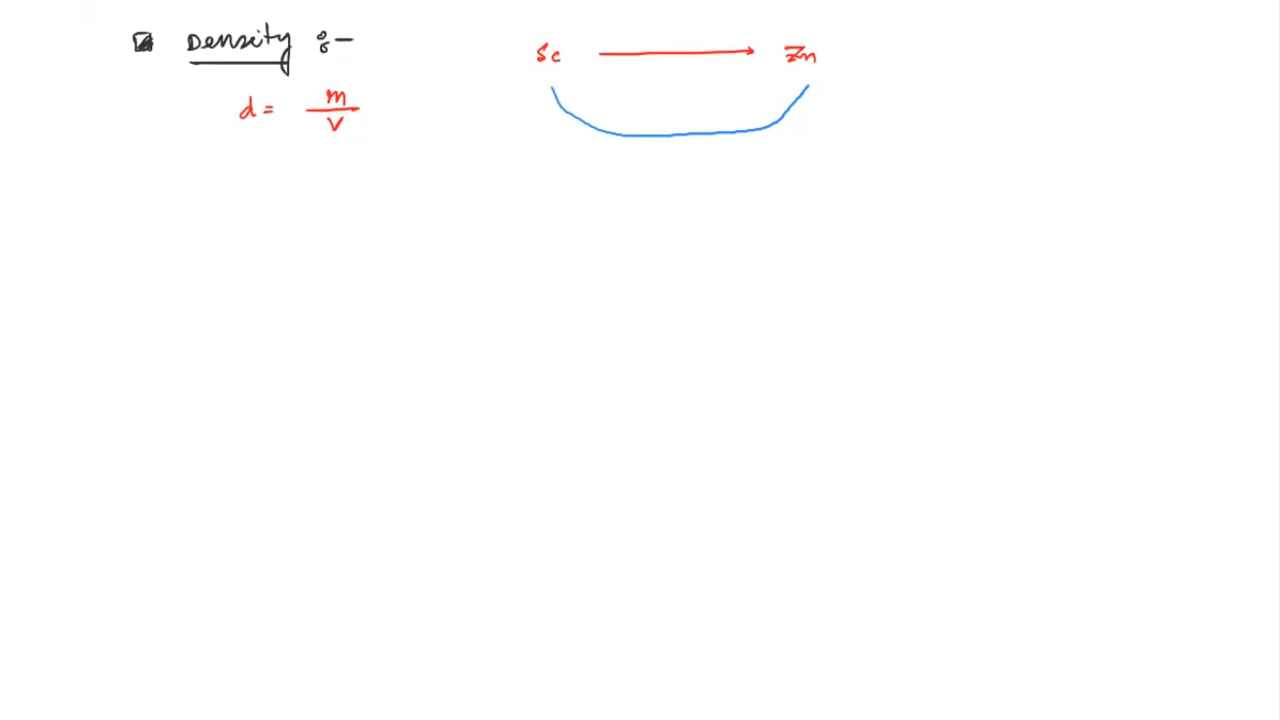 Density :-
d = m/V
Sc → Zn